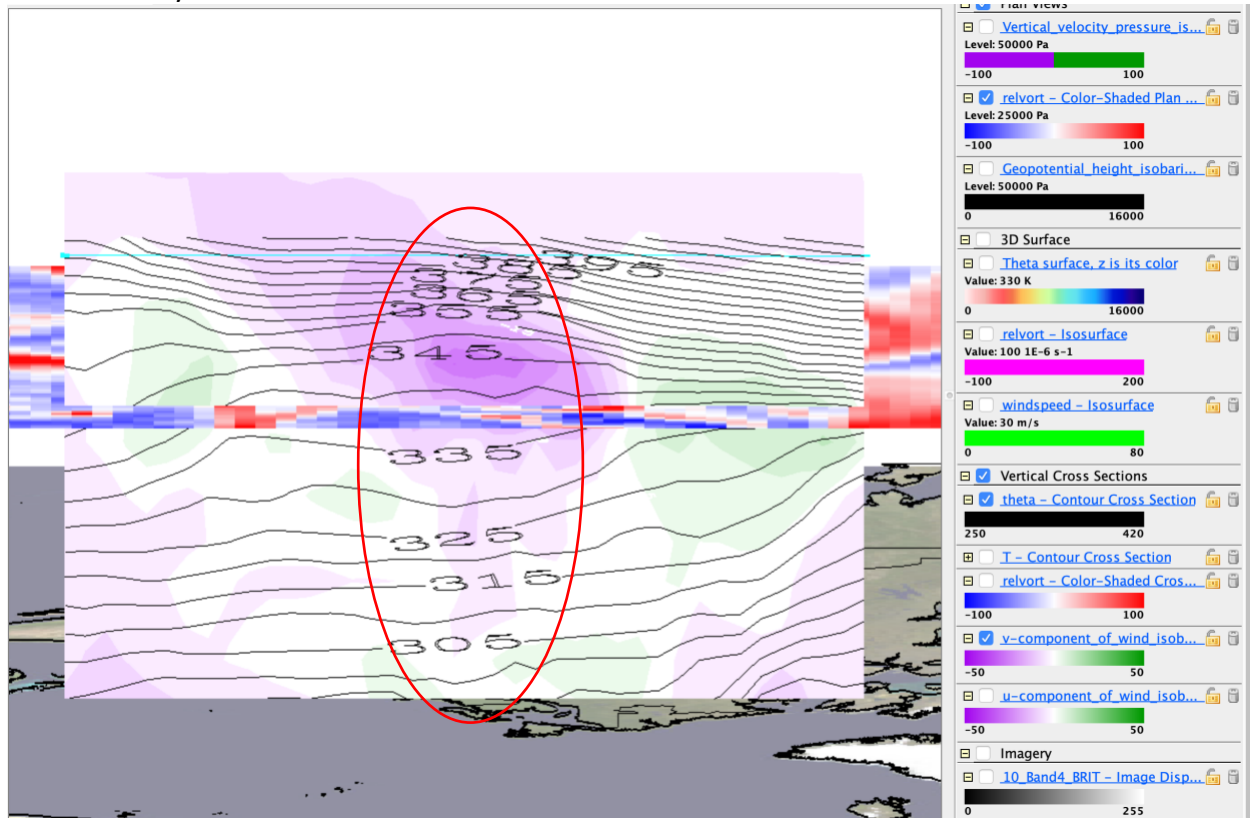 Plan Views
Vertical_velocity_pressure_is...
Level: 50000 Pa
-100 100
relvort - Color-Shaded Plan ...
Level: 25000 Pa
-100 100
Geopotential_height_isobari...
Level: 50000 Pa
0 16000
3D Surface
Theta surface, z is its color
Value: 330 K
0 16000
relvort - Isosurface
Value: 100 1E-6 s-1
-100 200
windspeed - Isosurface
Value: 30 m/s
0 80
Vertical Cross Sections
theta - Contour Cross Section
250 420
T - Contour Cross Section
relvort - Color-Shaded Cros...
-100 100
v-component_of_wind_isob...
-50 50
u-component_of_wind_isob...
-50 50
Imagery
10_Band4_BRIT - Image Disp...
0 255
395
365
355
345
335
325
315
305